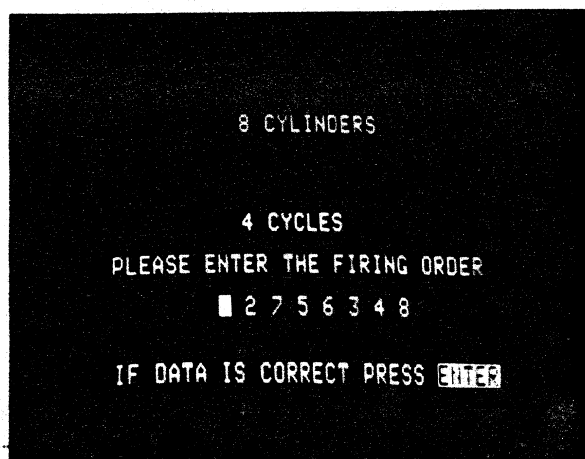 8 CYLINDERS
4 CYCLES
PLEASE ENTER THE FIRING ORDER
2 7 5 6 3 4 8
IF DATA IS CORRECT PRESS ENTER